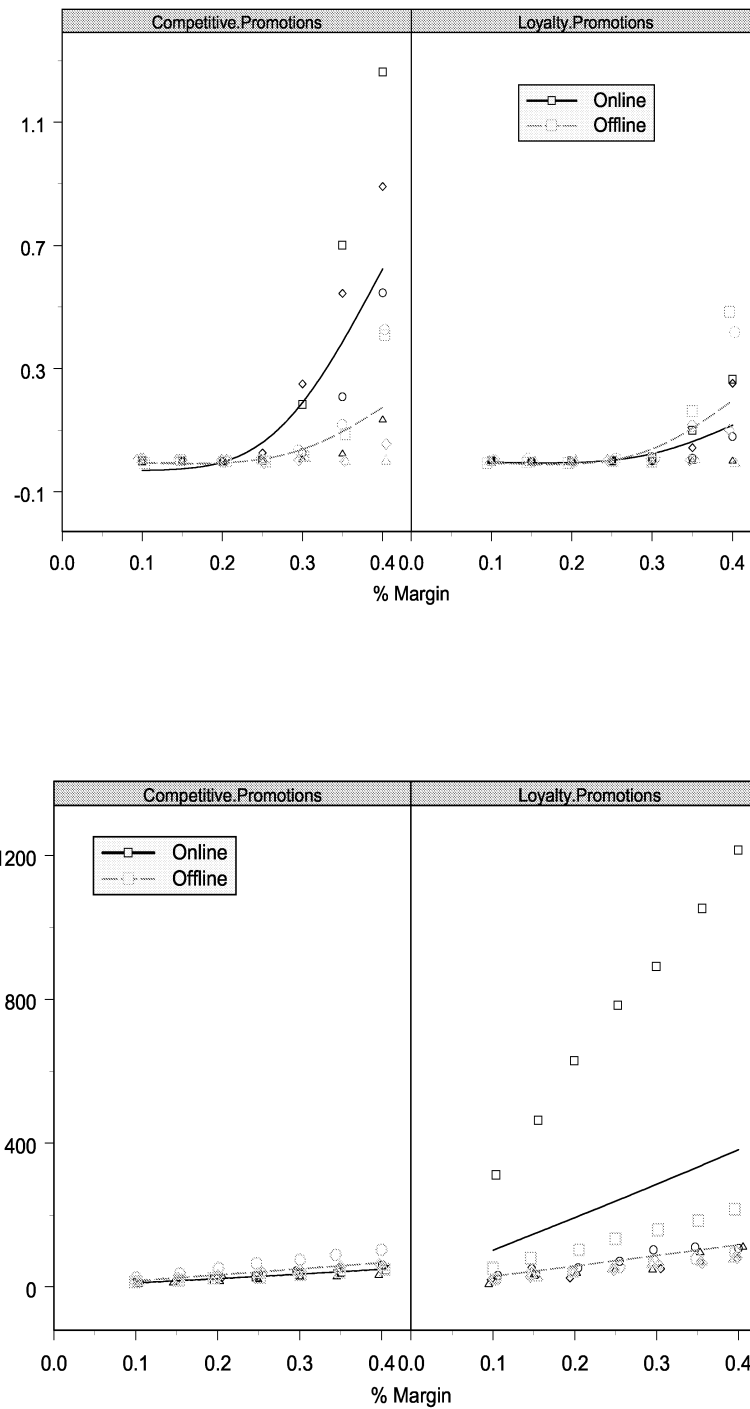 Competitive.Promotions Loyalty.Promotions
Online
Offline
1.1
0.7
0.3
-0.1
0.0 0.1 0.2 0.3 0.4 0.0 0.1 0.2 0.3 0.4
% Margin
Competitive.Promotions Loyalty.Promotions
Online
Offline
1200
800
400
0
0.0 0.1 0.2 0.3 0.4 0.0 0.1 0.2 0.3 0.4
% Margin